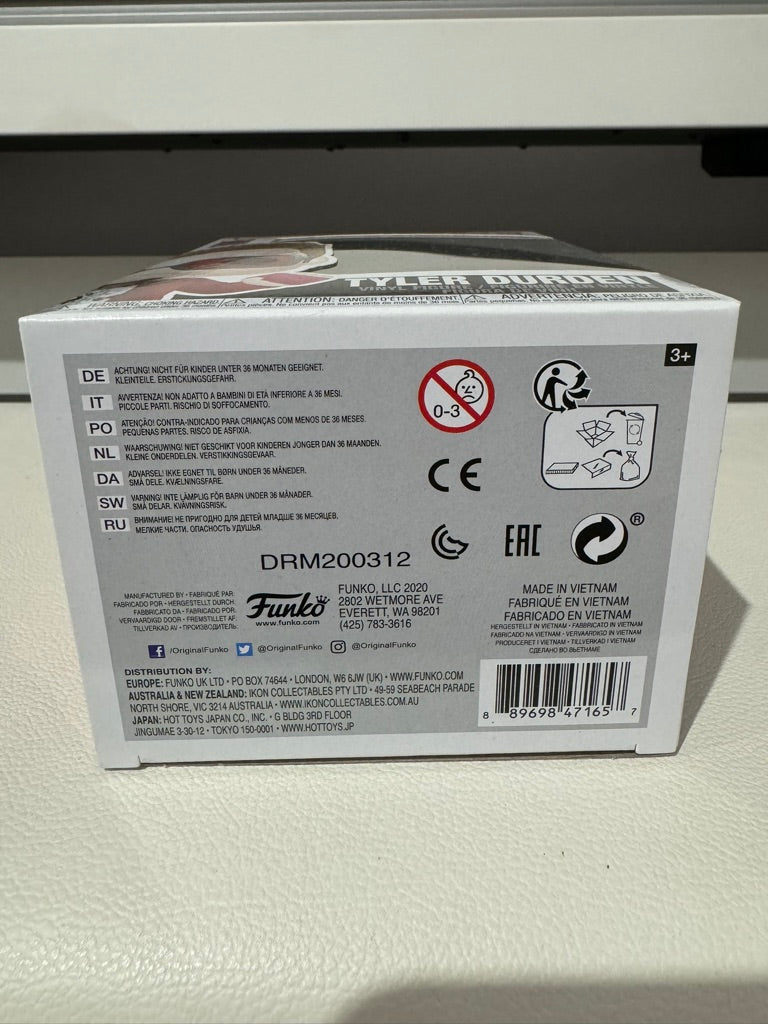 TYLER DURDEN
WARNING: CHOKING HAZARD
ATTENTION: DANGER D'ÉTOUFFEMENT.
ADVERTENCIA: PELIGRO DE ASFIXIA
3+
DE ACHTUNG! NICHT FÜR KINDER UNTER 36 MONATEN GEEIGNET.
KLEINTEILE. ERSTICKUNGSGEFAHR.
IT AVVERTENZA! NON ADATTO A BAMBINI DI ETÀ INFERIORE A 36 MESI.
PICCOLE PARTI. RISCHIO DI SOFFOCAMENTO.
PO ATENÇÃO! CONTRA-INDICADO PARA CRIANÇAS COM MENOS DE 36 MESES.
PEQUENAS PARTES. RISCO DE ASFIXIA.
NL WAARSCHUWING! NIET GESCHIKT VOOR KINDEREN JONGER DAN 36 MAANDEN.
KLEINE ONDERDELEN. VERSTIKKINGSGEVAAR.
DA ADVARSEL! IKKE EGNET TIL BØRN UNDER 36 MÅNEDER.
SMÅ DELE. KVÆLNINGSFARE.
SW VARNING! INTE LÄMPLIG FÖR BARN UNDER 36 MÅNADER.
SMÅ DELAR. KVÄVNINGSRISK.
RU ВНИМАНИЕ! НЕ ПРИГОДНО ДЛЯ ДЕТЕЙ МЛАДШЕ 36 МЕСЯЦЕВ.
МЕЛКИЕ ЧАСТИ. ОПАСНОСТЬ УДУШЬЯ.
0-3
CE
EAC
®
DRM200312
MANUFACTURED BY • FABRIQUÉ PAR:
FABRICADO POR • HERGESTELLT DURCH:
FABBRICATO DA • FABRICADO POR:
VERVAARDIGD DOOR • FREMSTILLET AF:
TILLVERKAD AV • ПРОИЗВОДИТЕЛЬ:
Funko
www.funko.com
FUNKO, LLC 2020
2802 WETMORE AVE
EVERETT, WA 98201
(425) 783-3616
MADE IN VIETNAM
FABRIQUÉ EN VIETNAM
FABRICADO EN VIETNAM
HERGESTELLT IN VIETNAM • FABBRICATO IN VIETNAM
FABRICADO NA VIETNAM • VERVAARDIGD IN VIETNAM
PRODUCERET I VIETNAM • TILLVERKAD I VIETNAM
СДЕЛАНО ВО ВЬЕТНАМЕ
/OriginalFunko @OriginalFunko @OriginalFunko
DISTRIBUTION BY:
EUROPE: FUNKO UK LTD • PO BOX 74644 • LONDON, W6 6JW (UK) • WWW.FUNKO.COM
AUSTRALIA & NEW ZEALAND: IKON COLLECTABLES PTY LTD • 49-59 SEABEACH PARADE
NORTH SHORE, VIC 3214 AUSTRALIA • WWW.IKONCOLLECTABLES.COM.AU
JAPAN: HOT TOYS JAPAN CO., INC. • G BLDG 3RD FLOOR
JINGUMAE 3-30-12 • TOKYO 150-0001 • WWW.HOTTOYS.JP
8 89698 47165 7